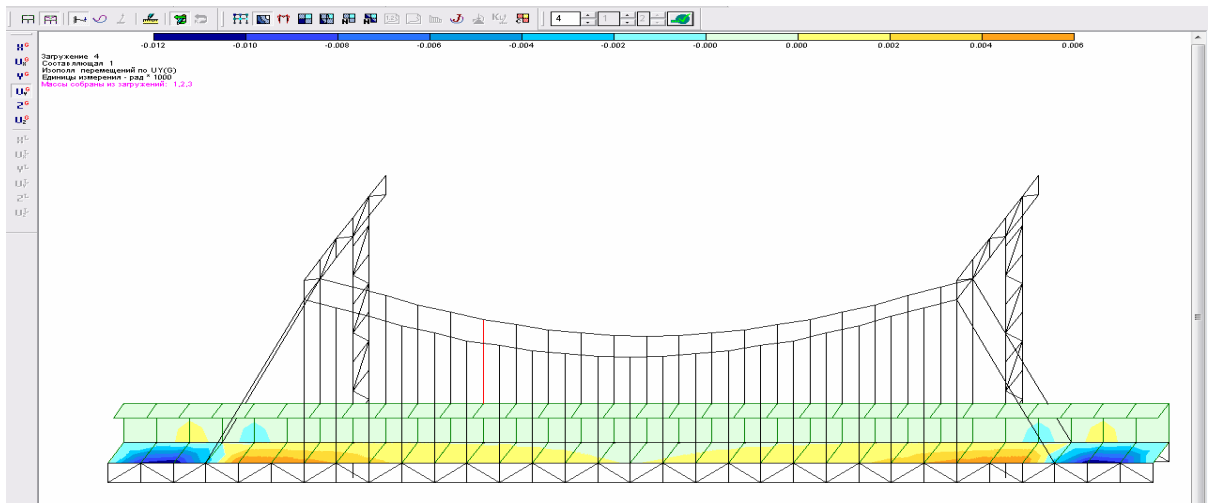 4 1 2
-0.012 -0.010 -0.008 -0.006 -0.004 -0.002 -0.000 0.000 0.002 0.004 0.006
Загружение 4
Составляющая 1
Изополя перемещений по UY(G)
Единицы измерения - рад * 1000
Массы собраны из загружений: 1,2,3